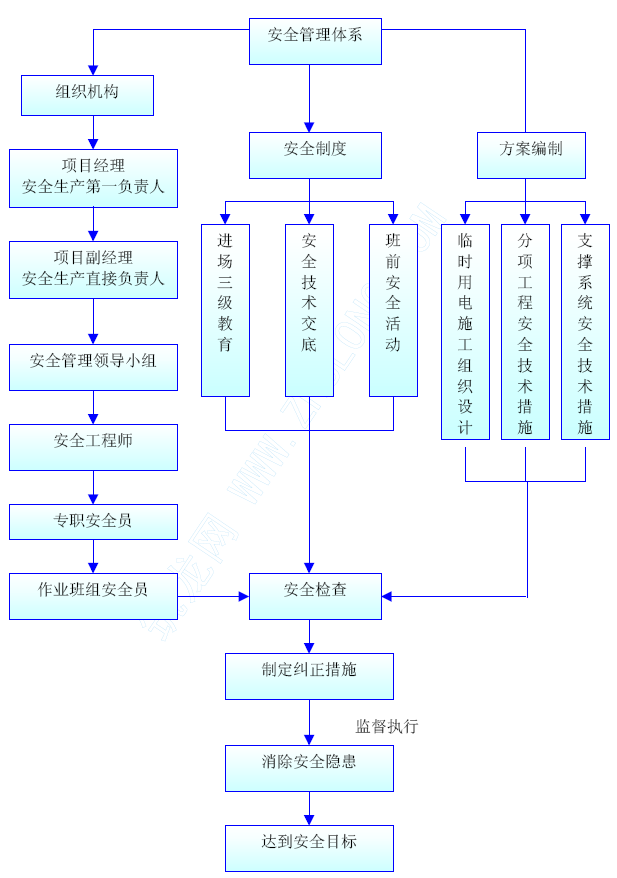 安全管理体系
组织机构
安全制度
方案编制
项目经理
安全生产第一负责人
项目副经理
安全生产直接负责人
安全管理领导小组
安全工程师
专职安全员
作业班组安全员
进场三级教育
安全技术交底
班前安全活动
临时用电施工组织设计
分项工程安全技术措施
支撑系统安全技术措施
安全检查
制定纠正措施
监督执行
消除安全隐患
达到安全目标